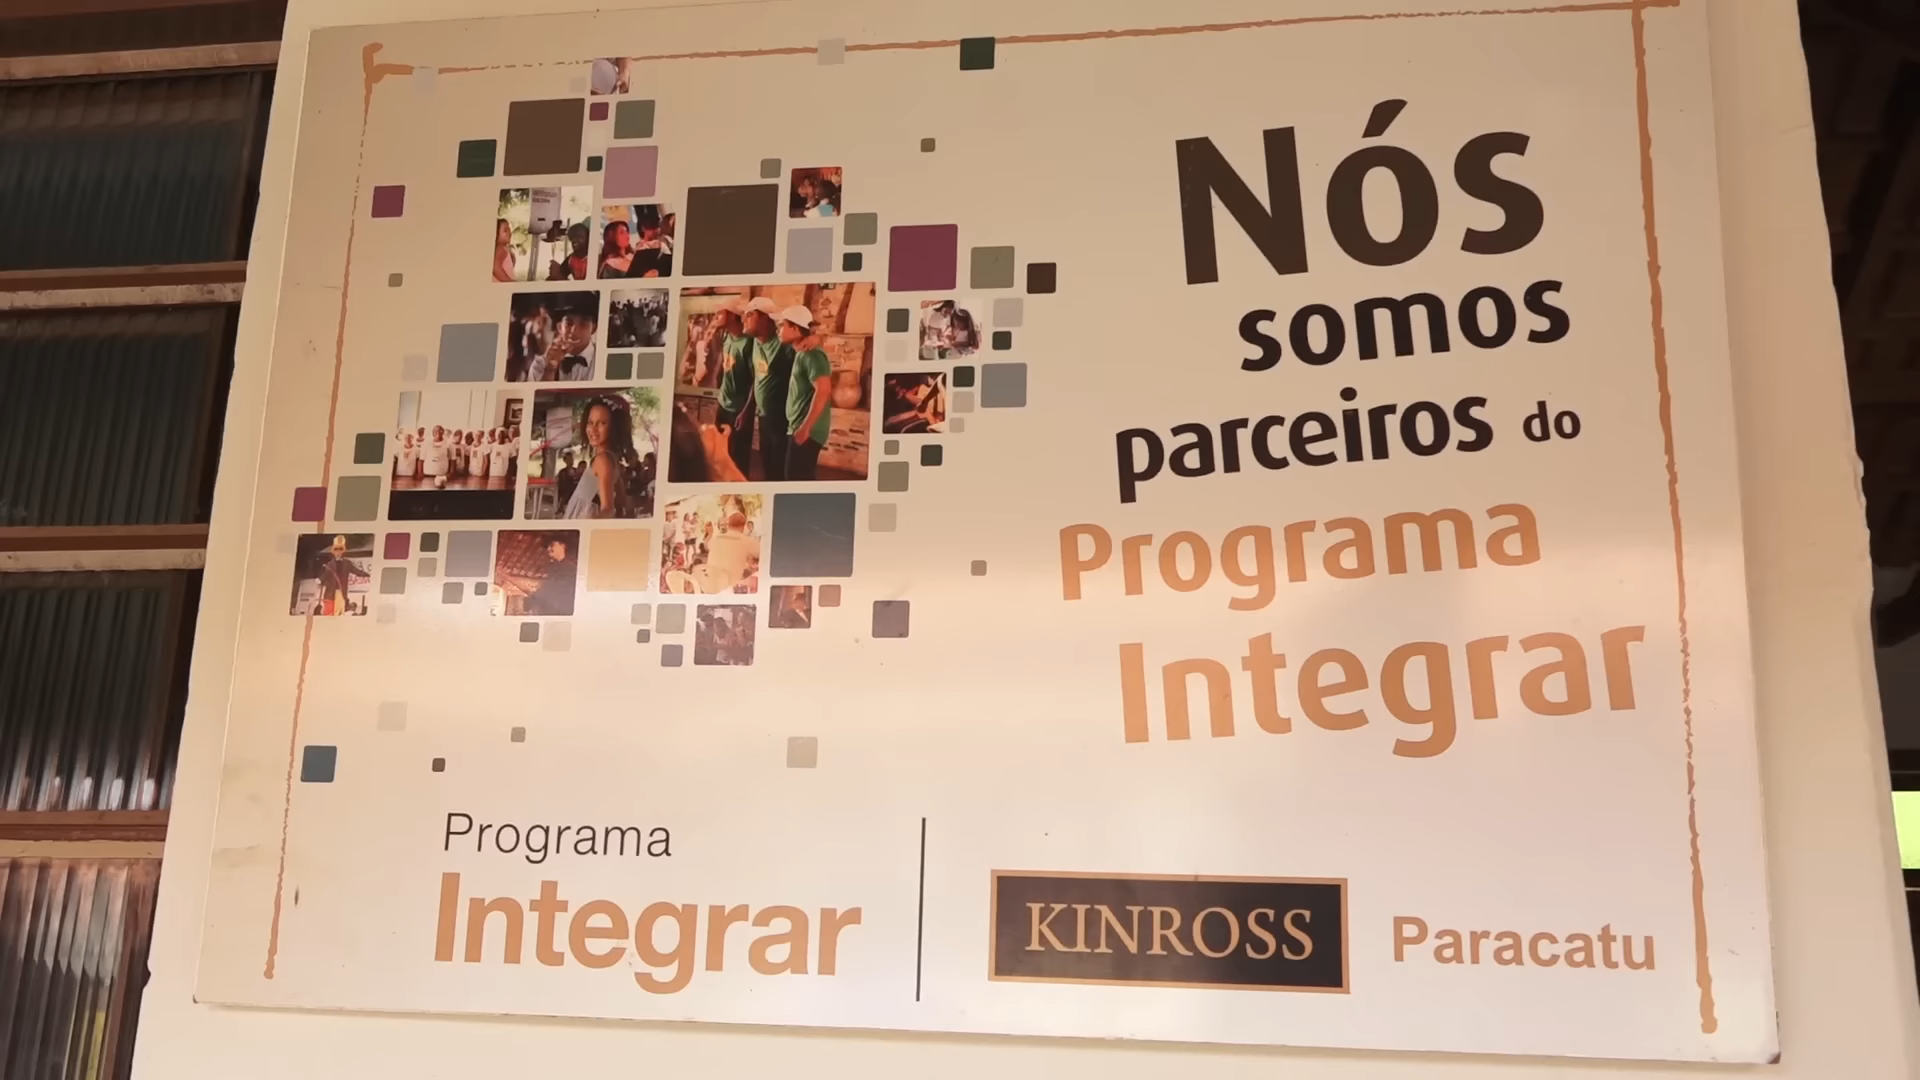 Nós
somos
parceiros do
Programa
Integrar
Programa
Integrar
KINROSS
Paracatu